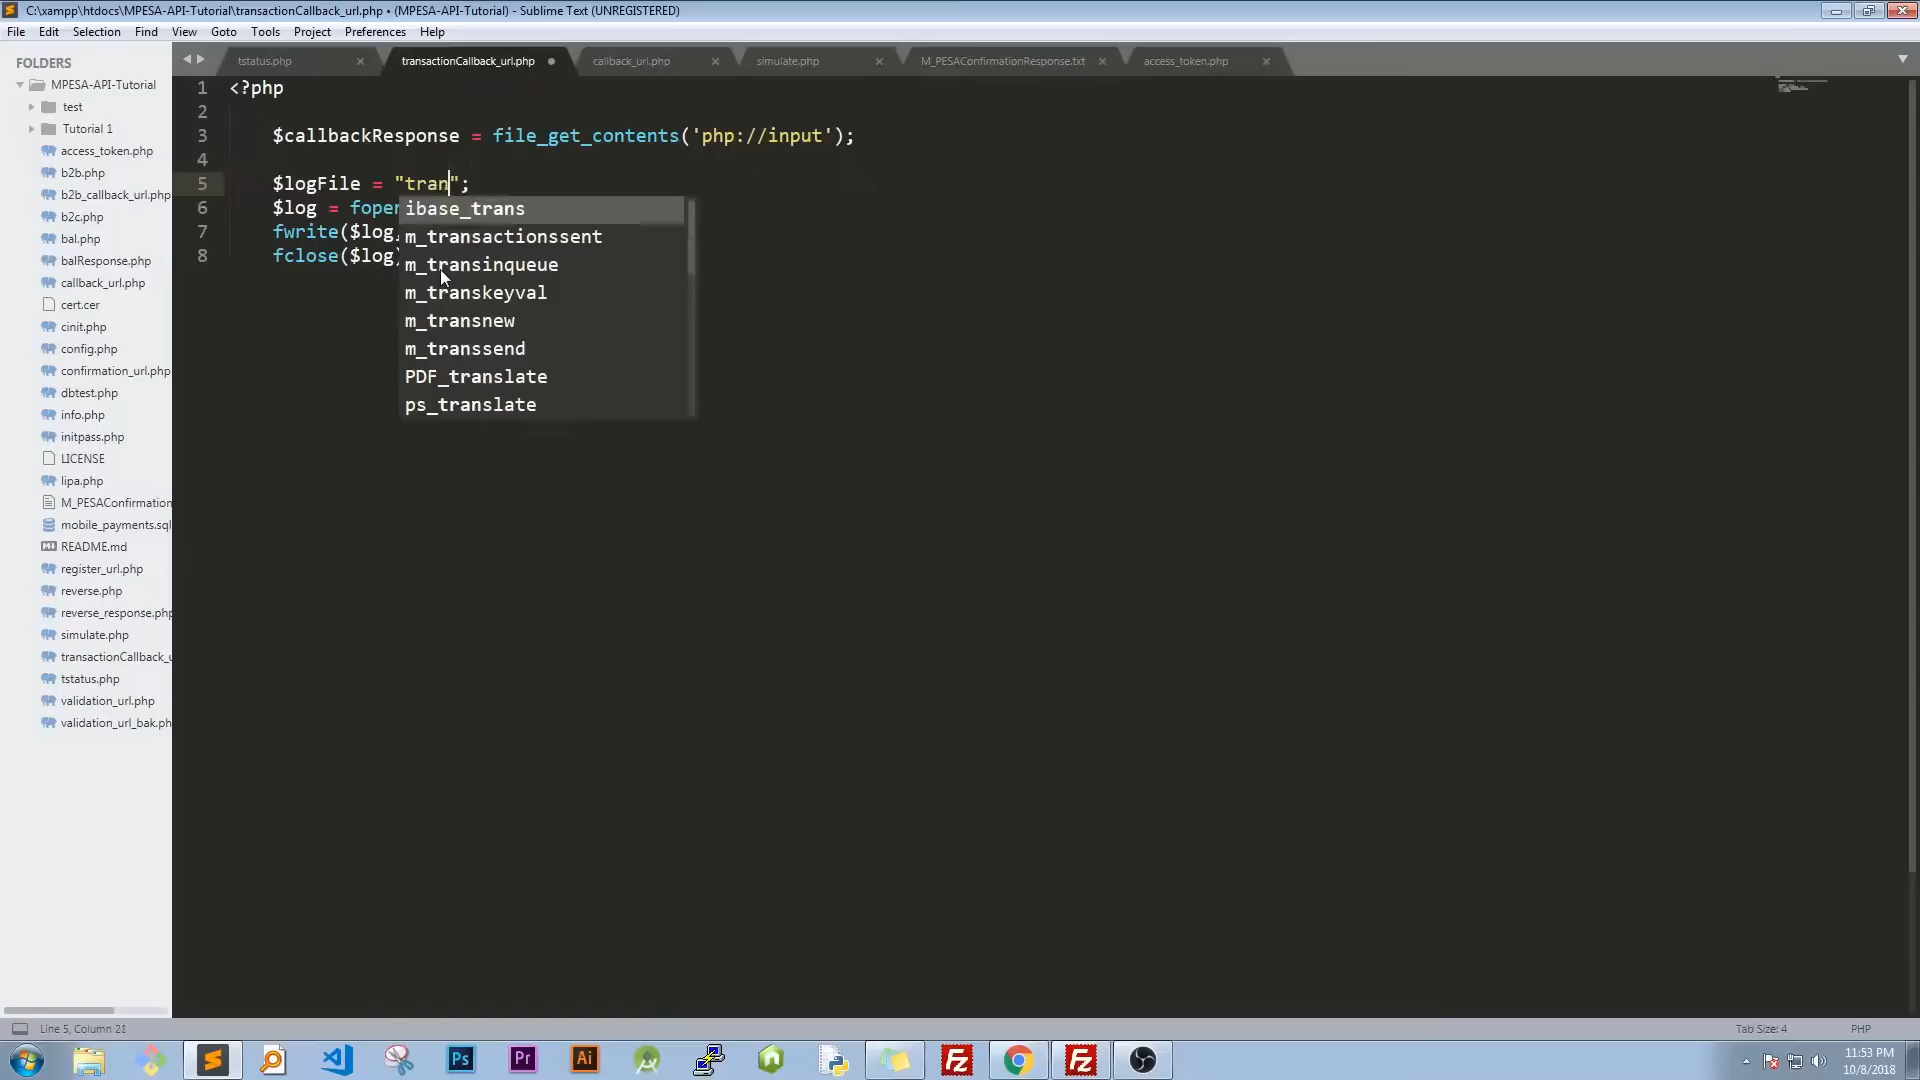 C:\xampp\htdocs\MPESA-API-Tutorial\transactionCallback_url.php • (MPESA-API-Tutorial) - Sublime Text (UNREGISTERED)
File Edit Selection Find View Goto Tools Project Preferences Help
FOLDERS
MPESA-API-Tutorial
test
Tutorial 1
access_token.php
b2b.php
b2b_callback_url.php
b2c.php
bal.php
balResponse.php
callback_url.php
cert.cer
cinit.php
config.php
confirmation_url.php
dbtest.php
info.php
initpass.php
LICENSE
lipa.php
M_PESAConfirmation
mobile_payments.sql
README.md
register_url.php
reverse.php
reverse_response.php
simulate.php
transactionCallback_u
tstatus.php
validation_url.php
validation_url_bak.ph
tstatus.php transactionCallback_url.php callback_url.php simulate.php M_PESAConfirmationResponse.txt access_token.php
1 <?php
2
3 $callbackResponse = file_get_contents('php://input');
4
5 $logFile = "tran";
6 $log = foper
7 fwrite($log,
8 fclose($log)
ibase_trans
m_transactionssent
m_transinqueue
m_transkeyval
m_transnew
m_transsend
PDF_translate
ps_translate
Line 5, Column 21
Tab Size: 4 PHP
Ps Pr Ai Fz Fz
11:53 PM
10/8/2018